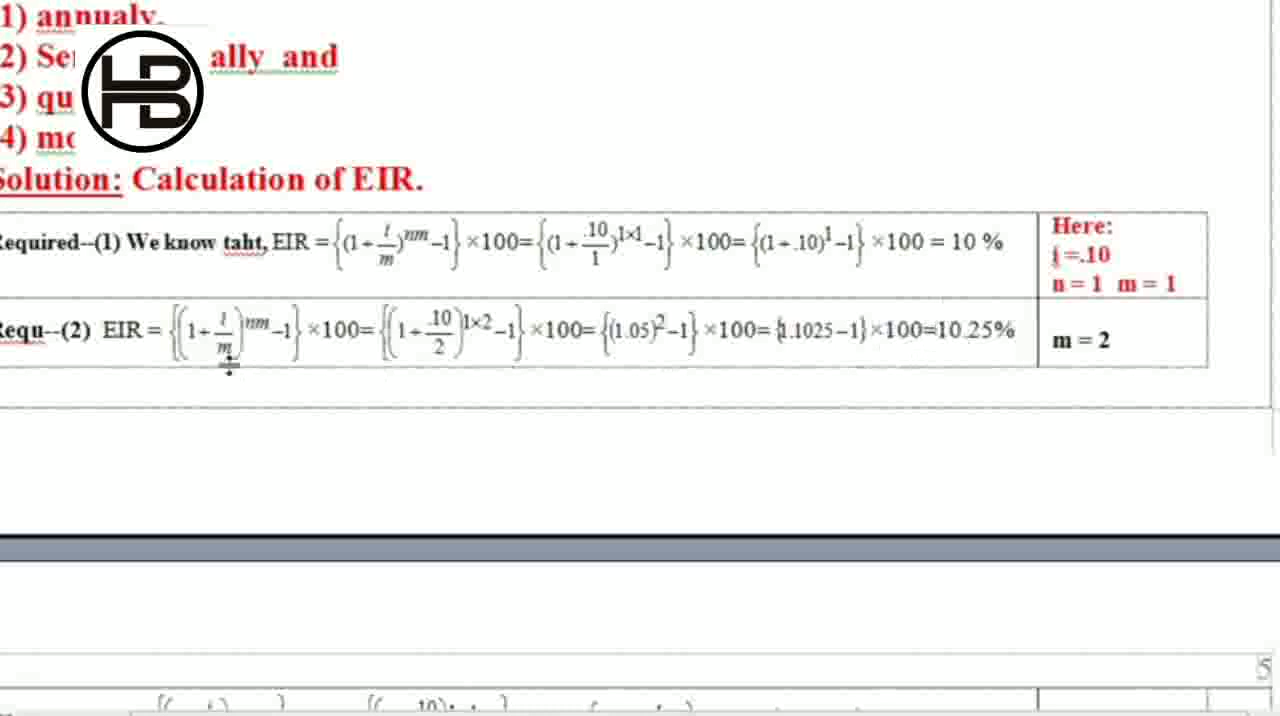 1) annualy.
2) Se ally and
3) qu
4) mo
HB
Solution: Calculation of EIR.
Required--(1) We know taht, EIR = {(1 + i/m)^nm – 1} ×100= {(1 + .10/1)^1×1 – 1} ×100= {(1 + .10)^1 – 1} ×100 = 10 %
Here:
i =.10
n = 1 m = 1
Requ--(2) EIR = {(1 + i/m)^nm – 1} ×100= {(1 + .10/2)^1×2 – 1} ×100= {(1.05)^2 – 1} ×100= {1.1025 – 1} ×100=10.25%
m = 2
5